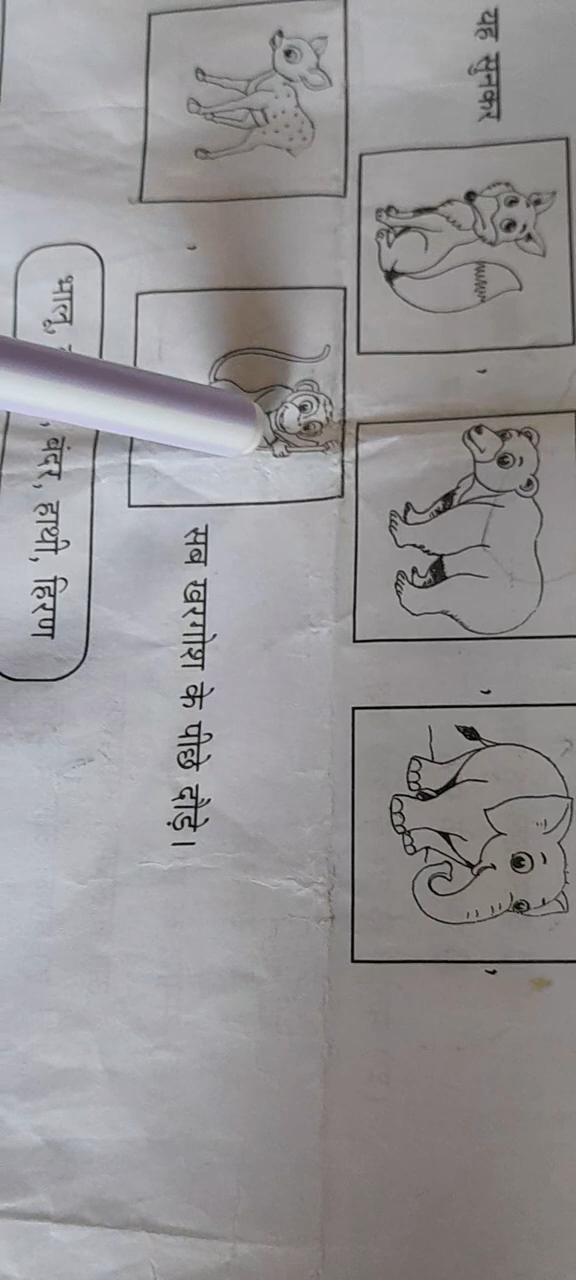 यह सुनकर
,
,
,
,
सब खरगोश के पीछे दौड़े।
भालू, , बंदर, हाथी, हिरण